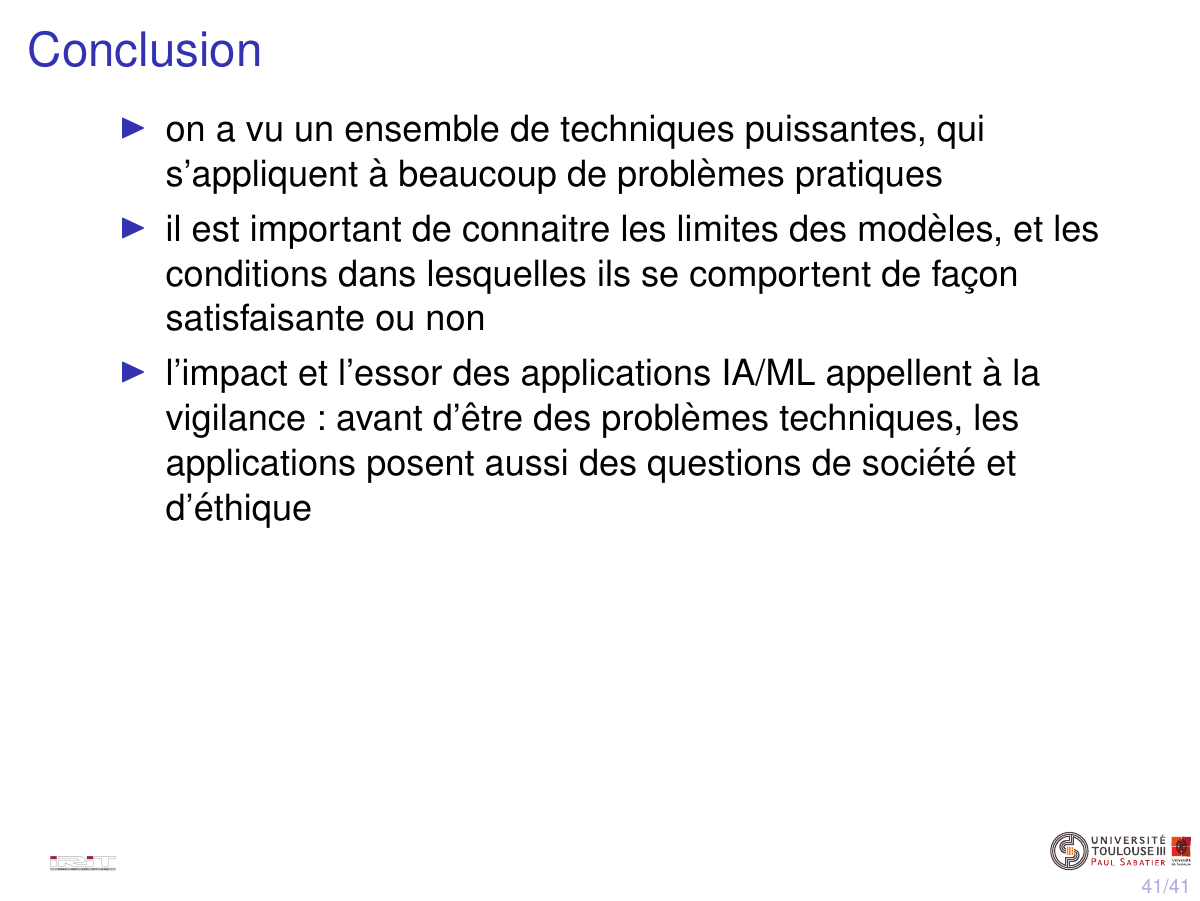 Conclusion
▶ on a vu un ensemble de techniques puissantes, qui
s'appliquent à beaucoup de problèmes pratiques
▶ il est important de connaitre les limites des modèles, et les
conditions dans lesquelles ils se comportent de façon
satisfaisante ou non
▶ l'impact et l'essor des applications IA/ML appellent à la
vigilance : avant d'être des problèmes techniques, les
applications posent aussi des questions de société et
d'éthique
iRiT
UNIVERSITÉ
TOULOUSE III
PAUL SABATIER
41/41